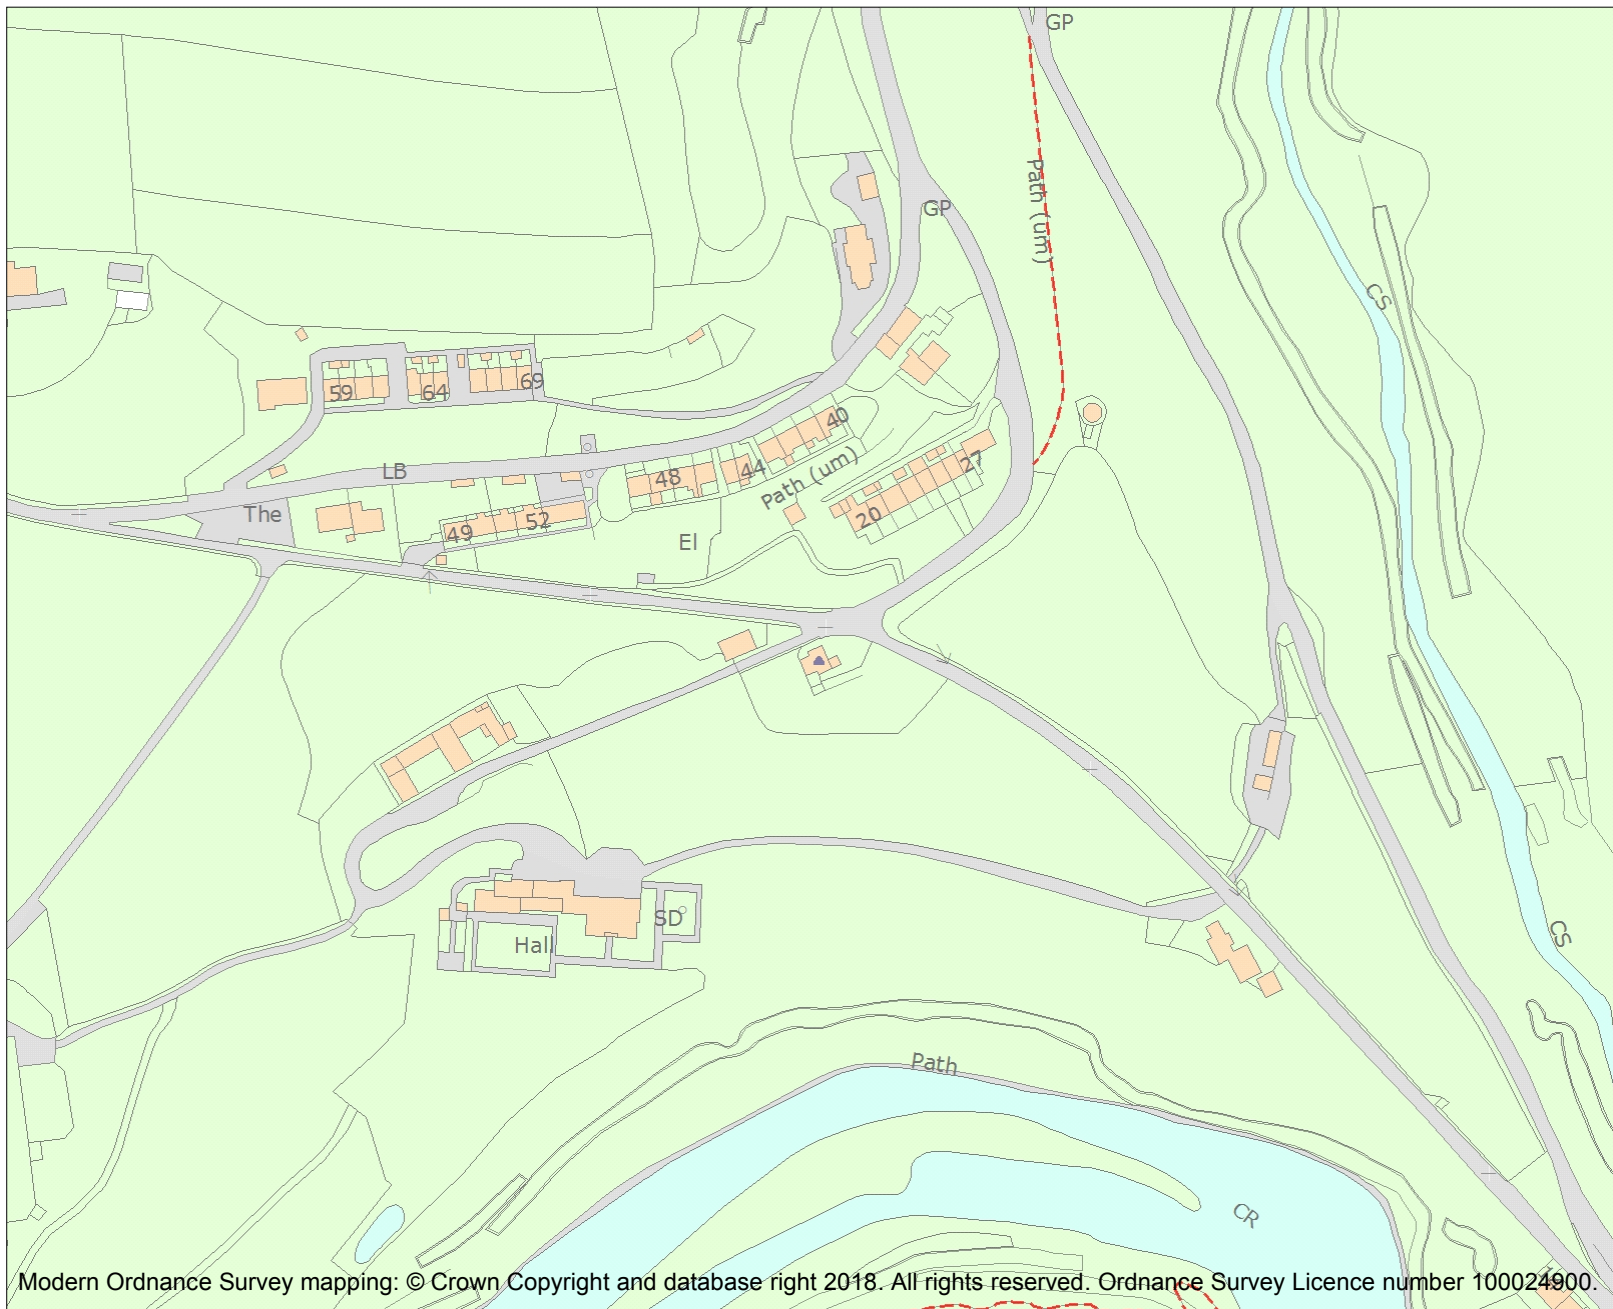 GP
Path (um)
GP
CS
59
64
69
40
LB
48
44
Path (um)
27
The
49
52
20
El
SD
Hall
CS
Path
CR
Modern Ordnance Survey mapping: © Crown Copyright and database right 2018. All rights reserved. Ordnance Survey Licence number 100024900.